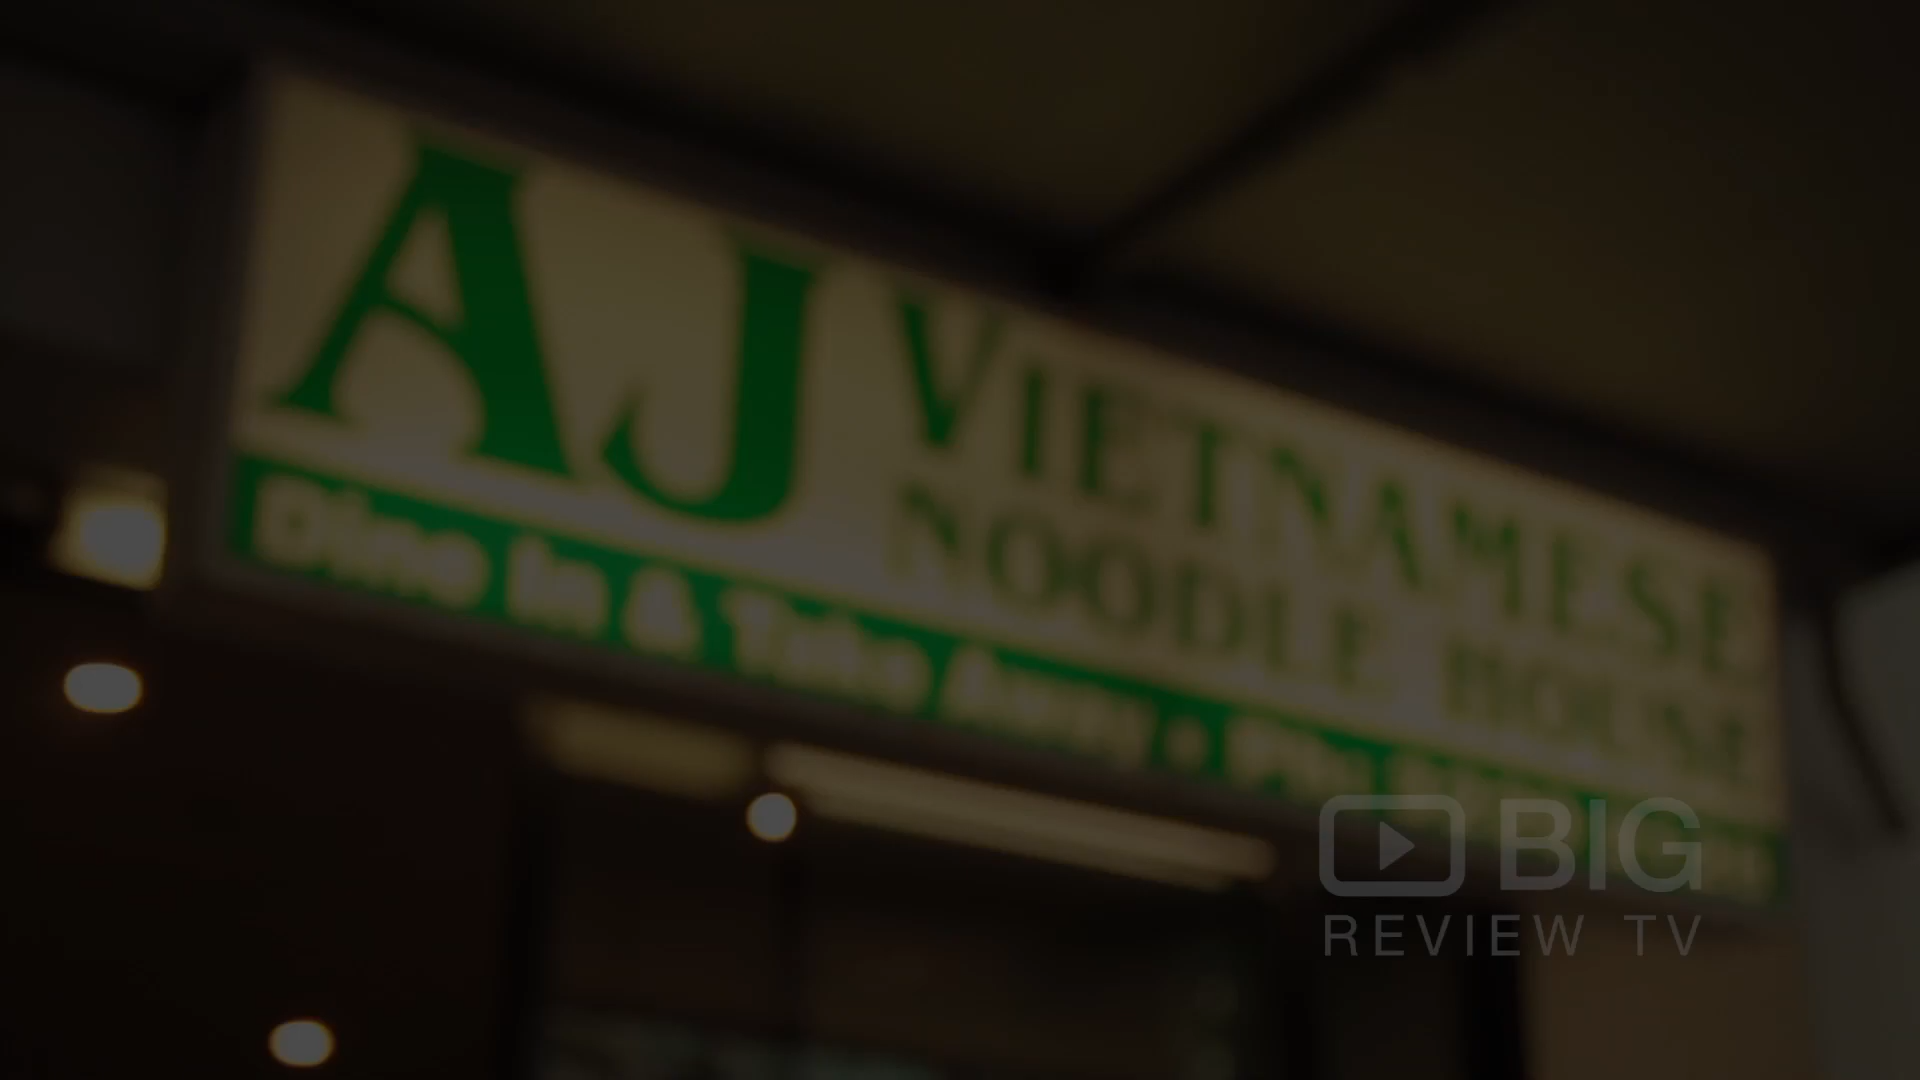 AJ
VIETNAMESE
NOODLE HOUSE
Dine In & Take Away •
BIG
REVIEW TV